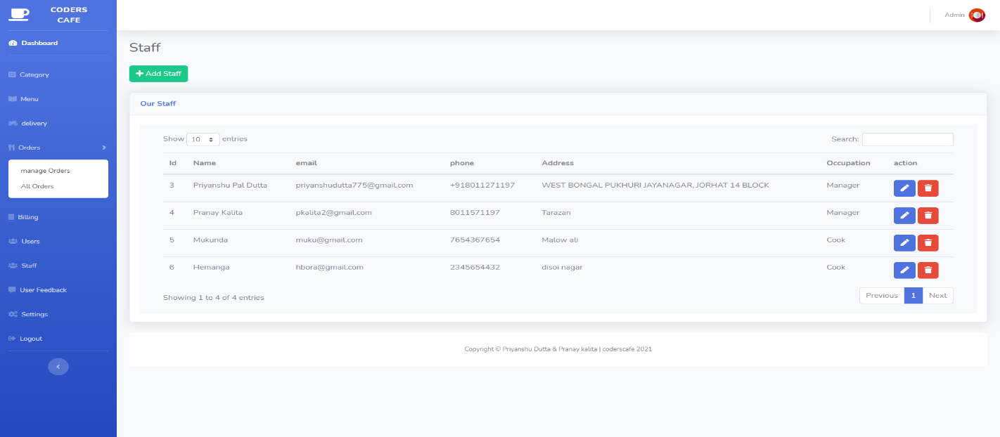 CODERS
CAFE
Dashboard
Category
Menu
delivery
Orders
manage Orders
All Orders
Billing
Users
Staff
User Feedback
Settings
Logout
Admin
Staff
Add Staff
Our Staff
Show 10 entries Search:
Id Name email phone Address Occupation action
3 Priyanshu Pal Dutta priyanshudutta775@gmail.com +918011271197 WEST BONGAL PUKHURI JAYANAGAR, JORHAT 14 BLOCK Manager
4 Pranay Kalita pkalita2@gmail.com 8011571197 Tarazan Manager
5 Mukunda muku@gmail.com 7654367654 Malow ali Cook
6 Hemanga hbora@gmail.com 2345654432 disoi nagar Cook
Showing 1 to 4 of 4 entries Previous 1 Next
Copyright © Priyanshu Dutta & Pranay kalita | coderscafe 2021